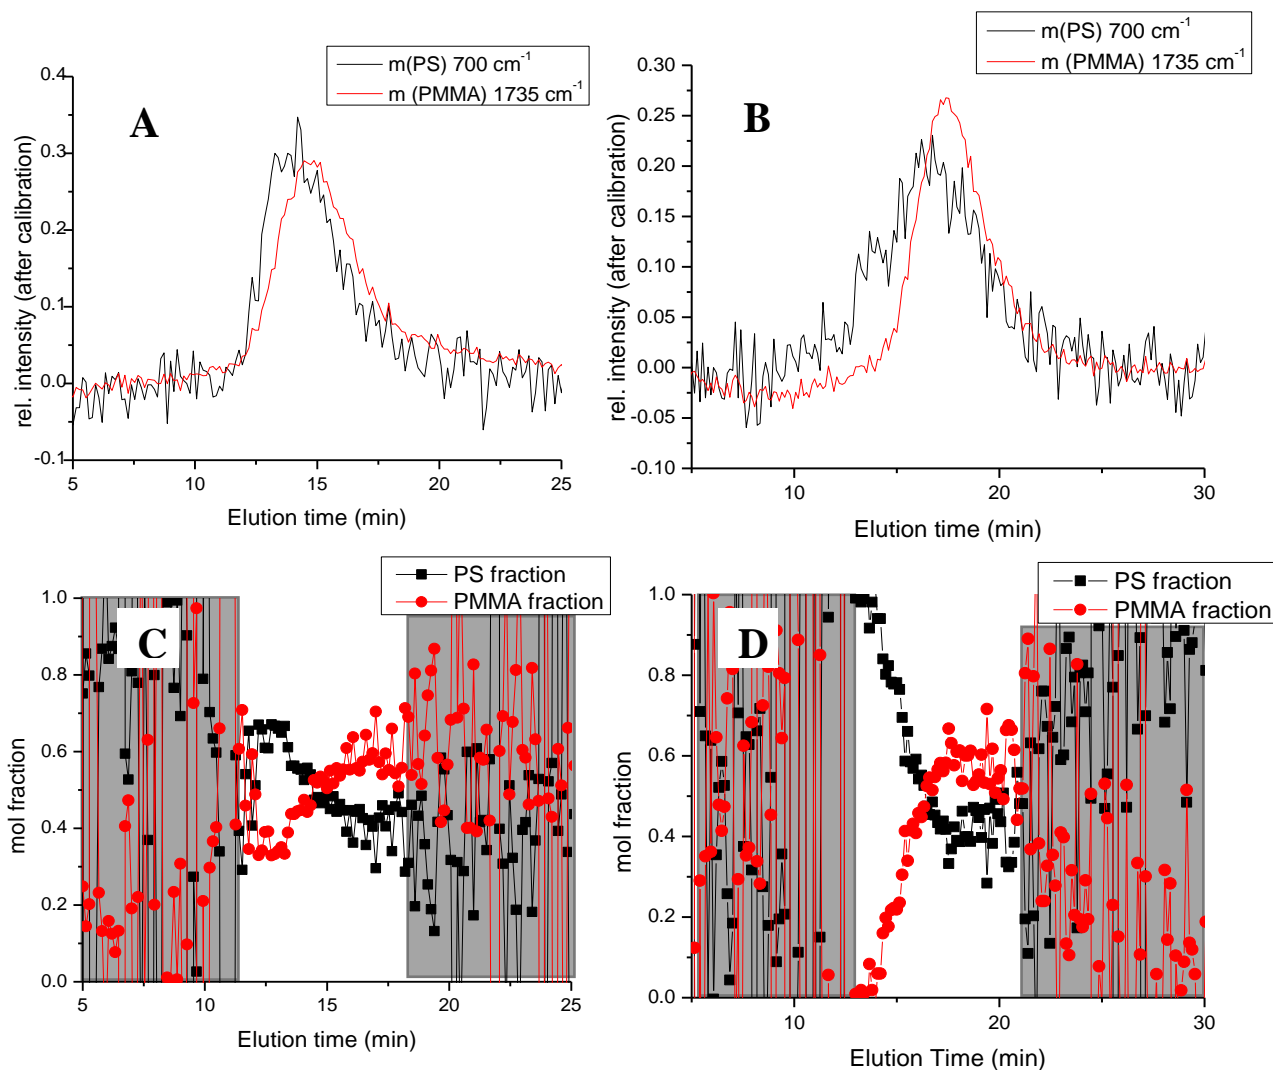 m(PS) 700 cm⁻¹
m (PMMA) 1735 cm⁻¹
A
0.4
0.3
0.2
0.1
0.0
-0.1
rel. intensity (after calibration)
5 10 15 20 25
Elution time (min)
m(PS) 700 cm⁻¹
m (PMMA) 1735 cm⁻¹
B
0.30
0.25
0.20
0.15
0.10
0.05
0.00
-0.05
-0.10
rel. intensity (after calibration)
10 20 30
Elution time (min)
PS fraction
PMMA fraction
C
1.0
0.8
0.6
0.4
0.2
0.0
mol fraction
5 10 15 20 25
Elution time (min)
PS fraction
PMMA fraction
D
1.0
0.8
0.6
0.4
0.2
0.0
mol fraction
10 20 30
Elution Time (min)